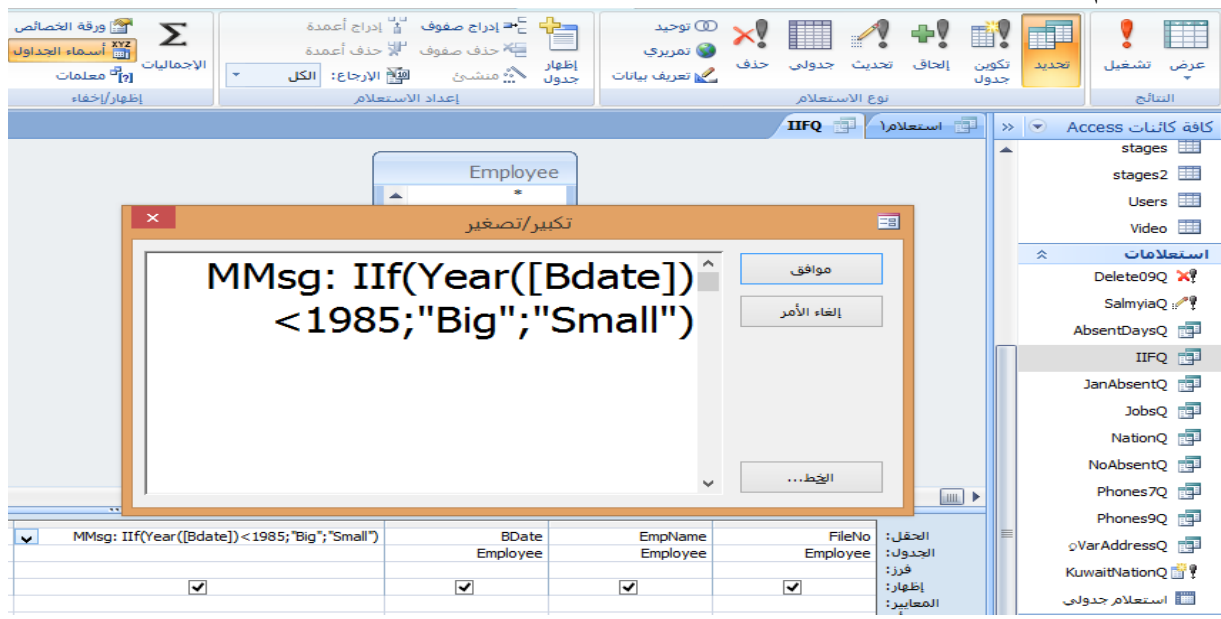 عرض
تشغيل
النتائج
تحديد
تكوين جدول
إلحاق
تحديث
جدولي
حذف
توحيد
تمريري
تعريف بيانات
نوع الاستعلام
إظهار جدول
إدراج صفوف
حذف صفوف
منشئ
إدراج أعمدة
حذف أعمدة
الإرجاع: الكل
إعداد الاستعلام
الإجماليات
ورقة الخصائص
أسماء الجداول
معلمات
إظهار/إخفاء
كافة كائنات Access
stages
stages2
Users
Video
استعلامات
Delete09Q
SalmyiaQ
AbsentDaysQ
IIFQ
JanAbsentQ
JobsQ
NationQ
NoAbsentQ
Phones7Q
Phones9Q
VarAddressQ
KuwaitNationQ
استعلام جدولي
استعلام١
IIFQ
Employee
*
تكبير/تصغير
MMsg: IIf(Year([Bdate])
<1985;"Big";"Small")
موافق
إلغاء الأمر
الخط...
الحقل: FileNo EmpName BDate MMsg: IIf(Year([Bdate])<1985;"Big";"Small")
الجدول: Employee Employee Employee
فرز:
إظهار:
المعايير: